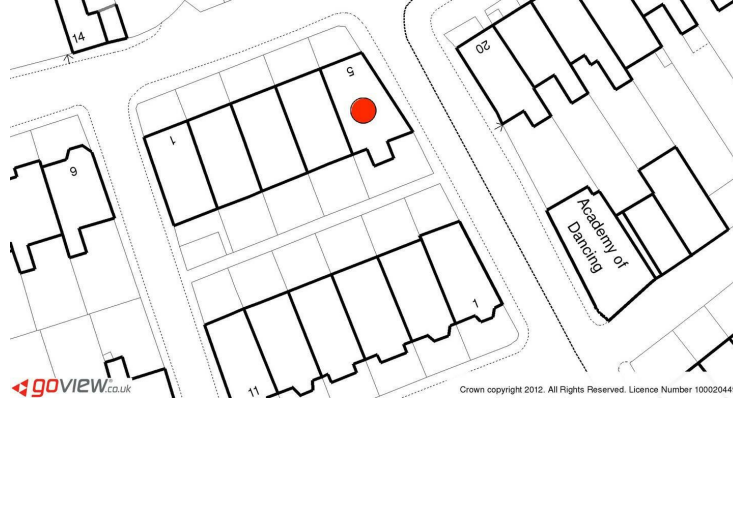 14
5
20
1
9
Academy of
Dancing
1
11
goview.co.uk
Crown copyright 2012. All Rights Reserved. Licence Number 10002044